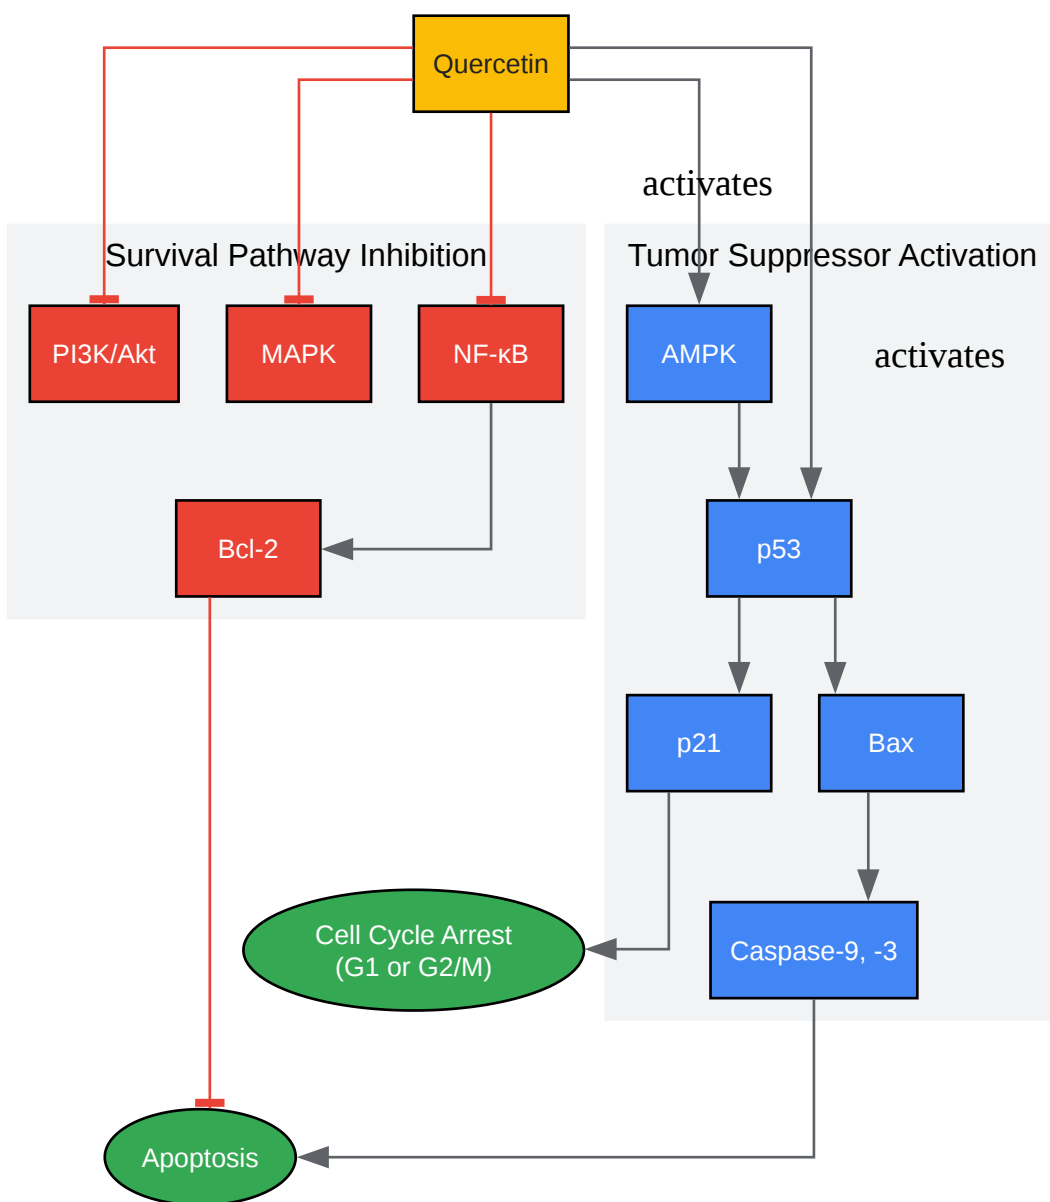 Quercetin
activates
Survival Pathway Inhibition
Tumor Suppressor Activation
PI3K/Akt
MAPK
NF-κB
AMPK
activates
Bcl-2
p53
p21
Bax
Cell Cycle Arrest
(G1 or G2/M)
Caspase-9, -3
Apoptosis